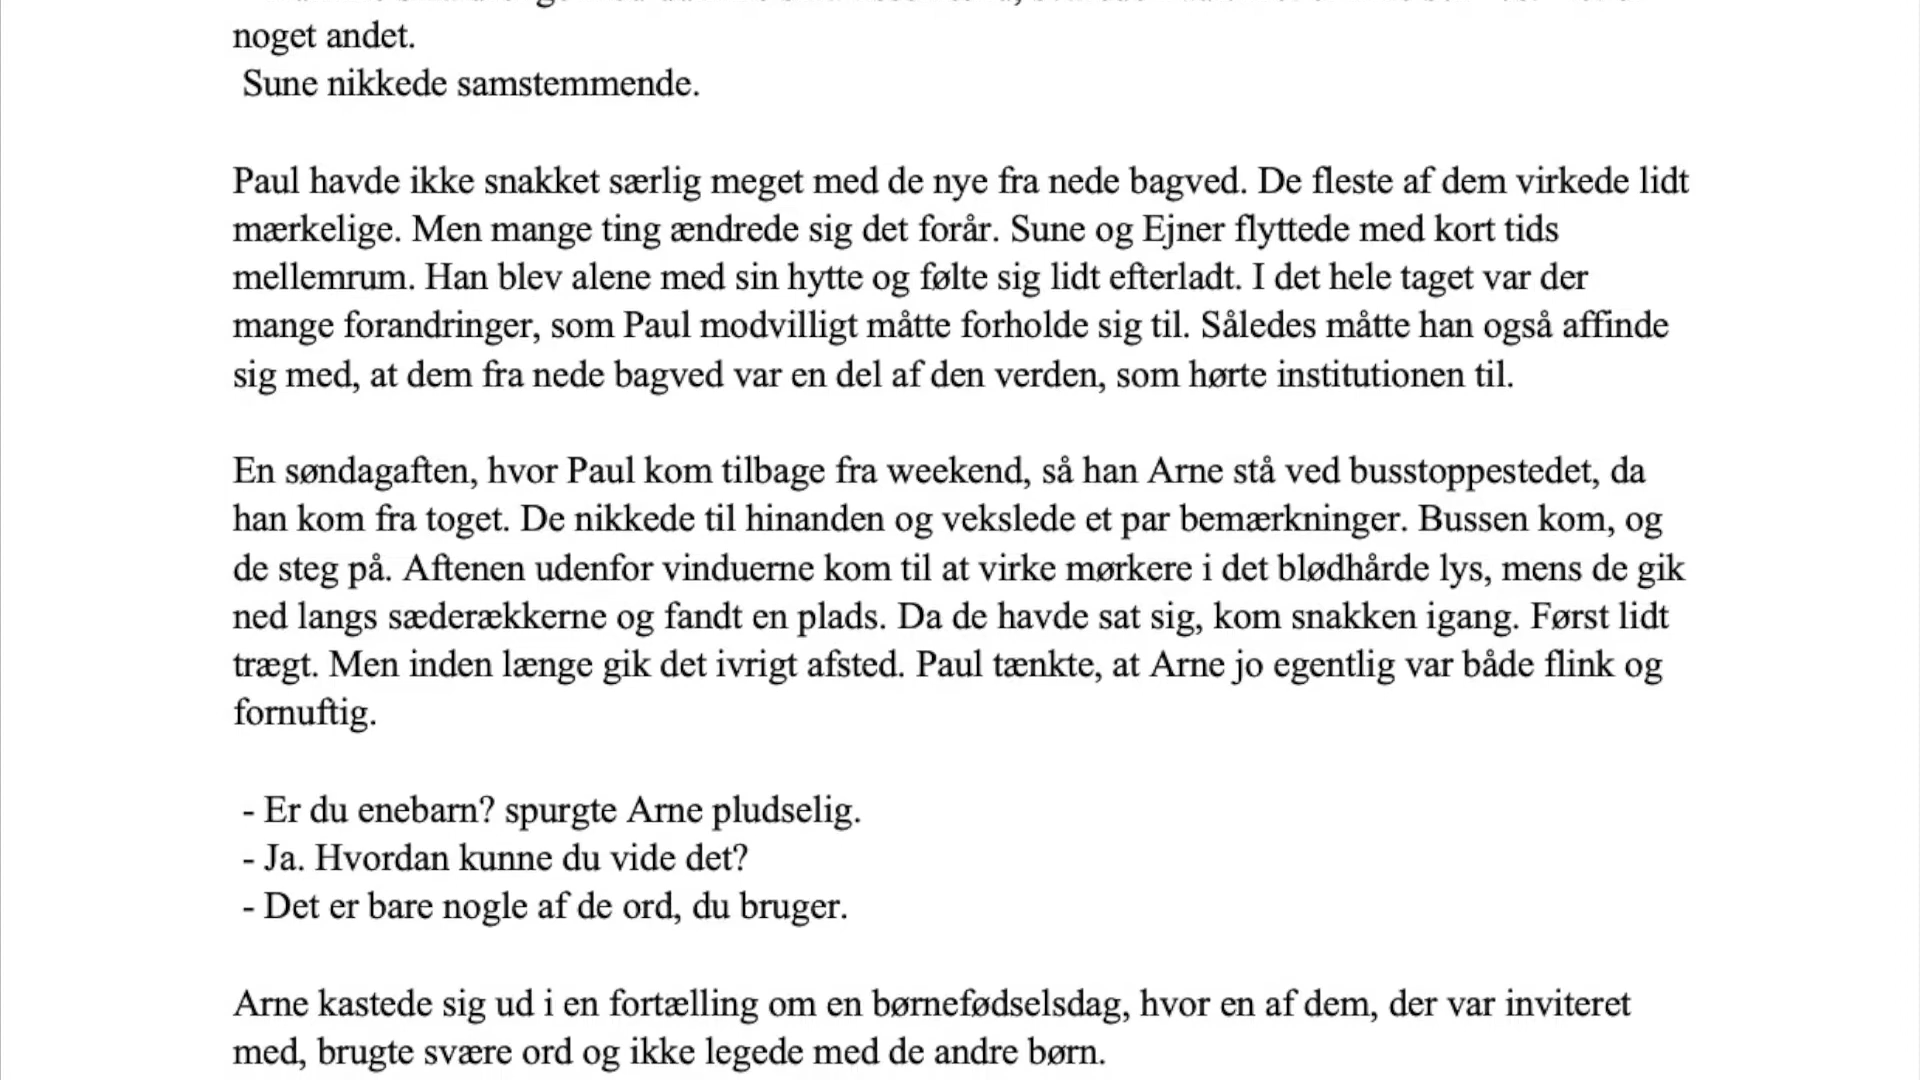 noget andet.
Sune nikkede samstemmende.
Paul havde ikke snakket særlig meget med de nye fra nede bagved. De fleste af dem virkede lidt
mærkelige. Men mange ting ændrede sig det forår. Sune og Ejner flyttede med kort tids
mellemrum. Han blev alene med sin hytte og følte sig lidt efterladt. I det hele taget var der
mange forandringer, som Paul modvilligt måtte forholde sig til. Således måtte han også affinde
sig med, at dem fra nede bagved var en del af den verden, som hørte institutionen til.
En søndagaften, hvor Paul kom tilbage fra weekend, så han Arne stå ved busstoppestedet, da
han kom fra toget. De nikkede til hinanden og vekslede et par bemærkninger. Bussen kom, og
de steg på. Aftenen udenfor vinduerne kom til at virke mørkere i det blødhårde lys, mens de gik
ned langs sæderækkerne og fandt en plads. Da de havde sat sig, kom snakken igang. Først lidt
trægt. Men inden længe gik det ivrigt afsted. Paul tænkte, at Arne jo egentlig var både flink og
fornuftig.
- Er du enebarn? spurgte Arne pludselig.
- Ja. Hvordan kunne du vide det?
- Det er bare nogle af de ord, du bruger.
Arne kastede sig ud i en fortælling om en børnefødselsdag, hvor en af dem, der var inviteret
med, brugte svære ord og ikke legede med de andre børn.